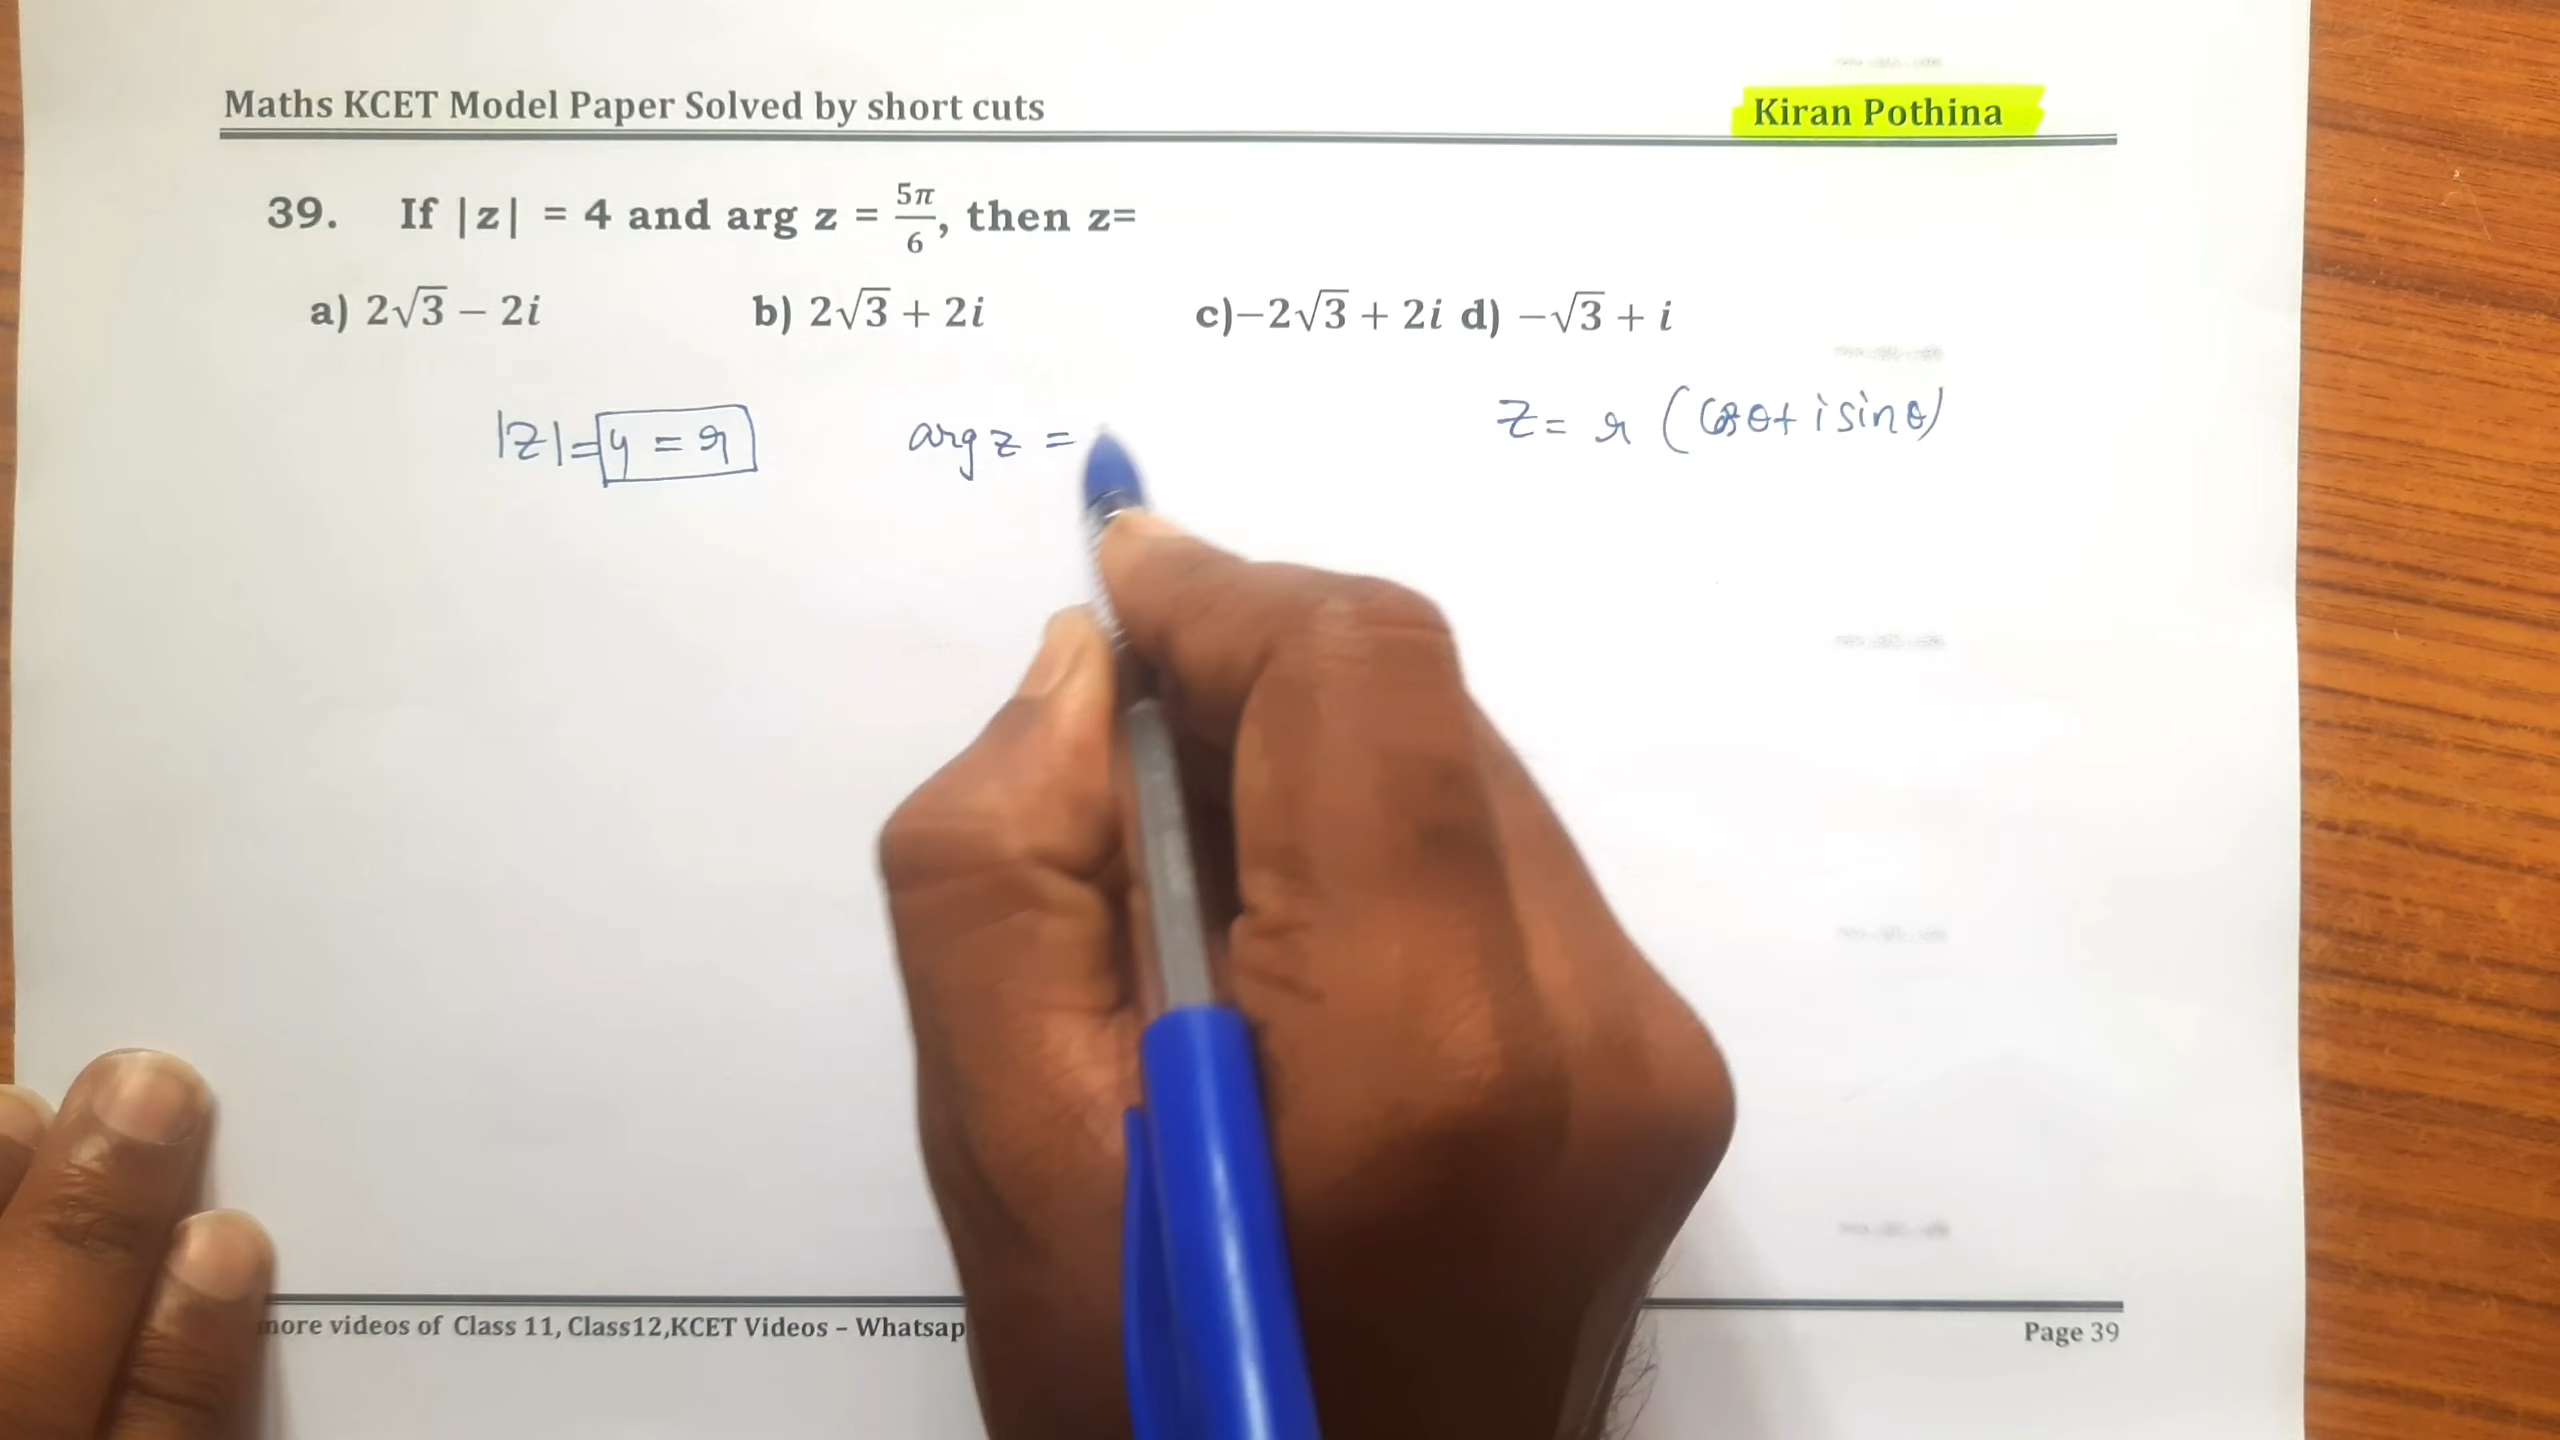 Maths KCET Model Paper Solved by short cuts Kiran Pothina
39. If |z| = 4 and arg z = 5π/6, then z=
a) 2√3 − 2i b) 2√3 + 2i c)−2√3 + 2i d) −√3 + i
|z|=4 = r arg z = z = r (cosθ+ i sinθ)
more videos of Class 11, Class12,KCET Videos – Whatsap Page 39